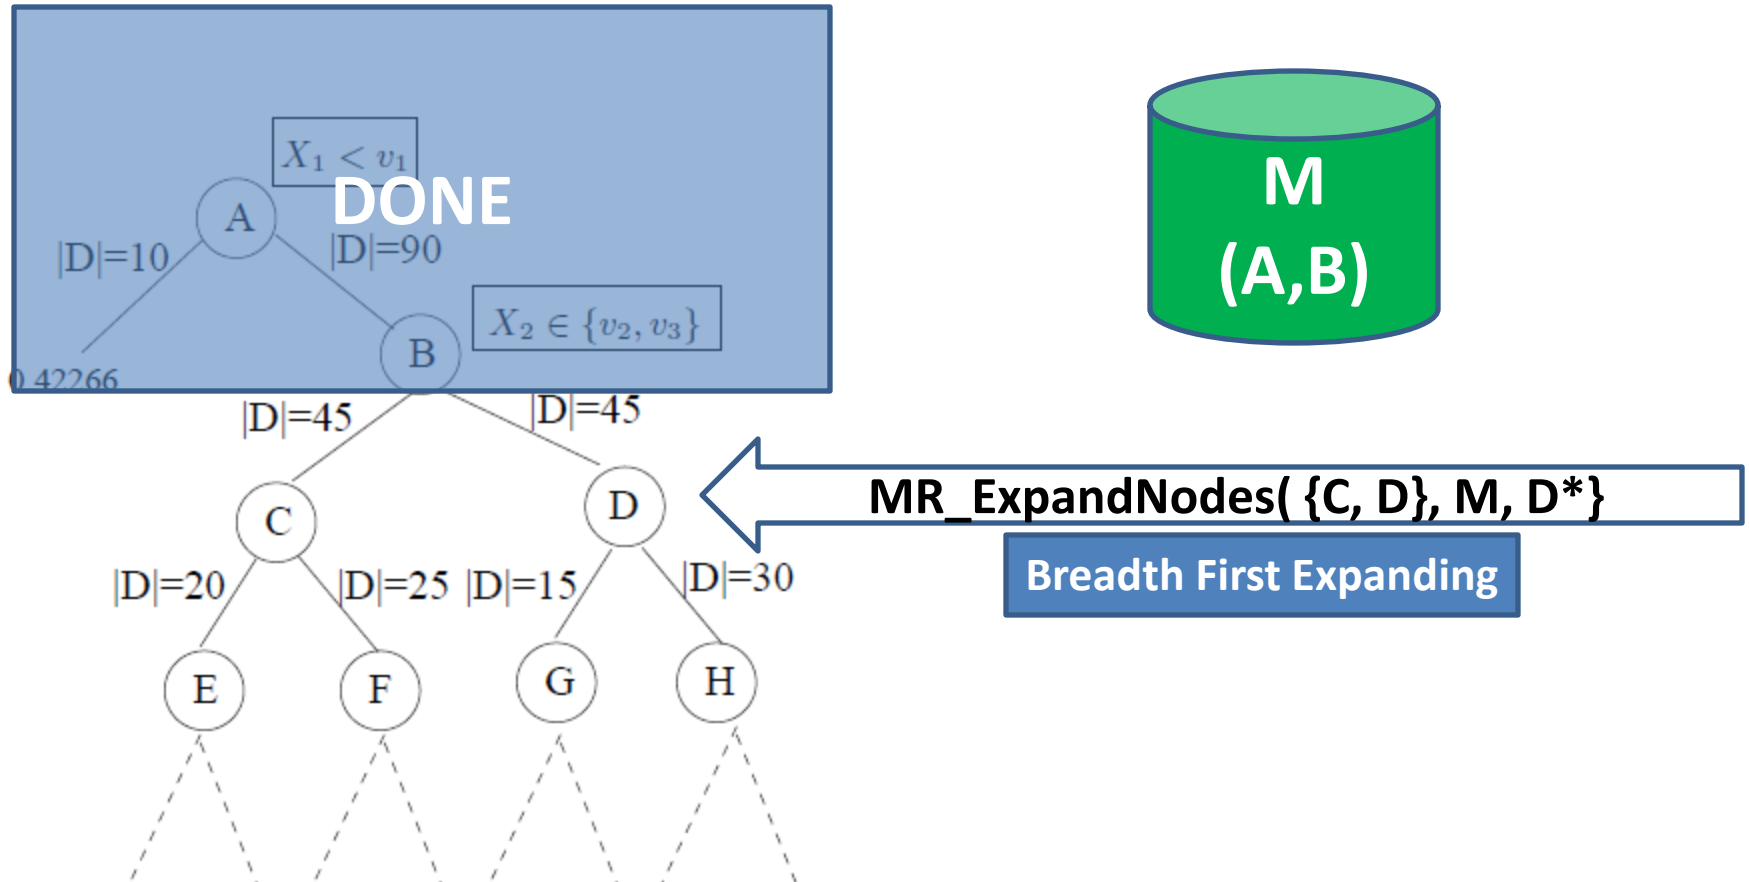 X₁ < v₁
DONE
A
|D|=10
|D|=90
X₂ ∈ {v₂, v₃}
B
0.42266
M
(A,B)
|D|=45
|D|=45
MR_ExpandNodes( {C, D}, M, D*}
Breadth First Expanding
C
D
|D|=20
|D|=25
|D|=15
|D|=30
E
F
G
H